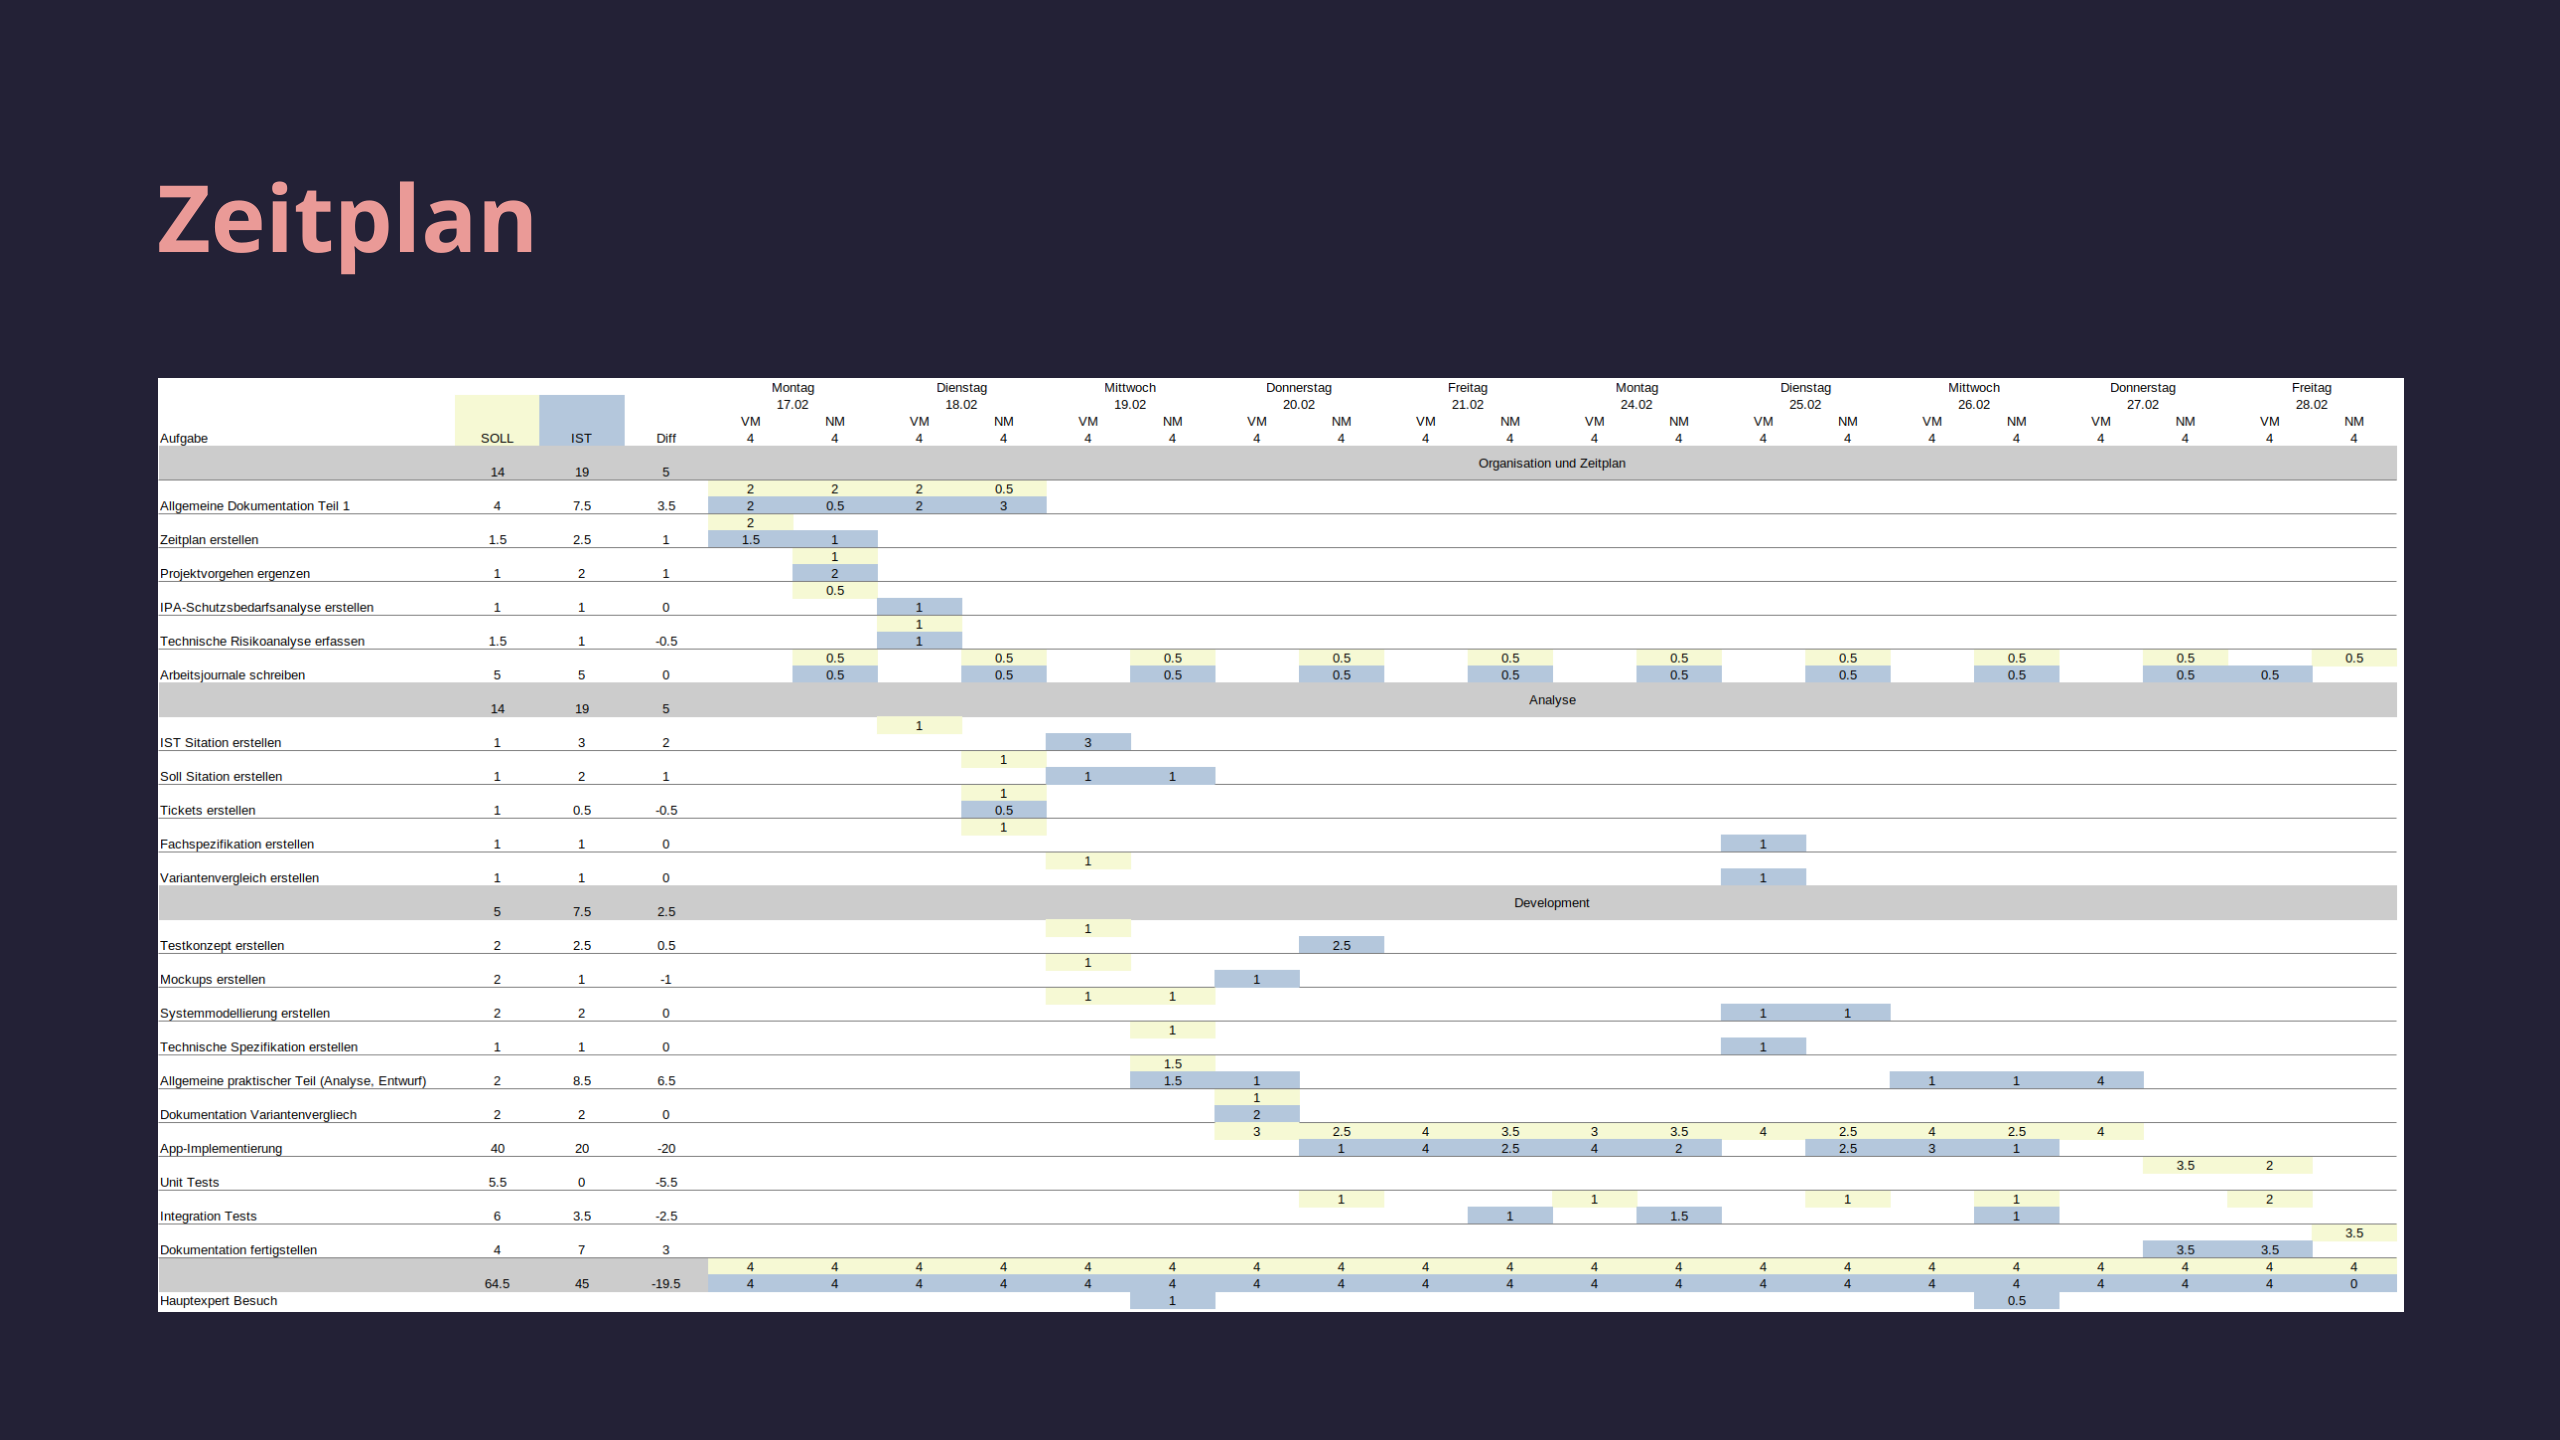 Zeitplan
Montag Dienstag Mittwoch Donnerstag Freitag Montag Dienstag Mittwoch Donnerstag Freitag
17.02 18.02 19.02 20.02 21.02 24.02 25.02 26.02 27.02 28.02
VM NM VM NM VM NM VM NM VM NM VM NM VM NM VM NM VM NM VM NM
Aufgabe SOLL IST Diff 4 4 4 4 4 4 4 4 4 4 4 4 4 4 4 4 4 4 4 4
Organisation und Zeitplan
14 19 5
2 2 2 0.5
Allgemeine Dokumentation Teil 1 4 7.5 3.5 2 0.5 2 3
2
Zeitplan erstellen 1.5 2.5 1 1.5 1
1
Projektvorgehen ergenzen 1 2 1 2
0.5
IPA-Schutzsbedarfsanalyse erstellen 1 1 0 1
1
Technische Risikoanalyse erfassen 1.5 1 -0.5 1
0.5 0.5 0.5 0.5 0.5 0.5 0.5 0.5 0.5 0.5
Arbeitsjournale schreiben 5 5 0 0.5 0.5 0.5 0.5 0.5 0.5 0.5 0.5 0.5 0.5
Analyse
14 19 5
1
IST Sitation erstellen 1 3 2 3
1
Soll Sitation erstellen 1 2 1 1 1
1
Tickets erstellen 1 0.5 -0.5 0.5
1
Fachspezifikation erstellen 1 1 0 1
1
Variantenvergleich erstellen 1 1 0 1
Development
5 7.5 2.5
1
Testkonzept erstellen 2 2.5 0.5 2.5
1
Mockups erstellen 2 1 -1 1
1 1
Systemmodellierung erstellen 2 2 0 1 1
1
Technische Spezifikation erstellen 1 1 0 1
1.5
Allgemeine praktischer Teil (Analyse, Entwurf) 2 8.5 6.5 1.5 1 1 1 4
1
Dokumentation Variantenvergliech 2 2 0 2
3 2.5 4 3.5 3 3.5 4 2.5 4 2.5 4
App-Implementierung 40 20 -20 1 4 2.5 4 2 2.5 3 1
3.5 2
Unit Tests 5.5 0 -5.5
1 1 1 1 2
Integration Tests 6 3.5 -2.5 1 1.5 1
3.5
Dokumentation fertigstellen 4 7 3 3.5 3.5
4 4 4 4 4 4 4 4 4 4 4 4 4 4 4 4 4 4 4 4
64.5 45 -19.5 4 4 4 4 4 4 4 4 4 4 4 4 4 4 4 4 4 4 4 0
Hauptexpert Besuch 1 0.5